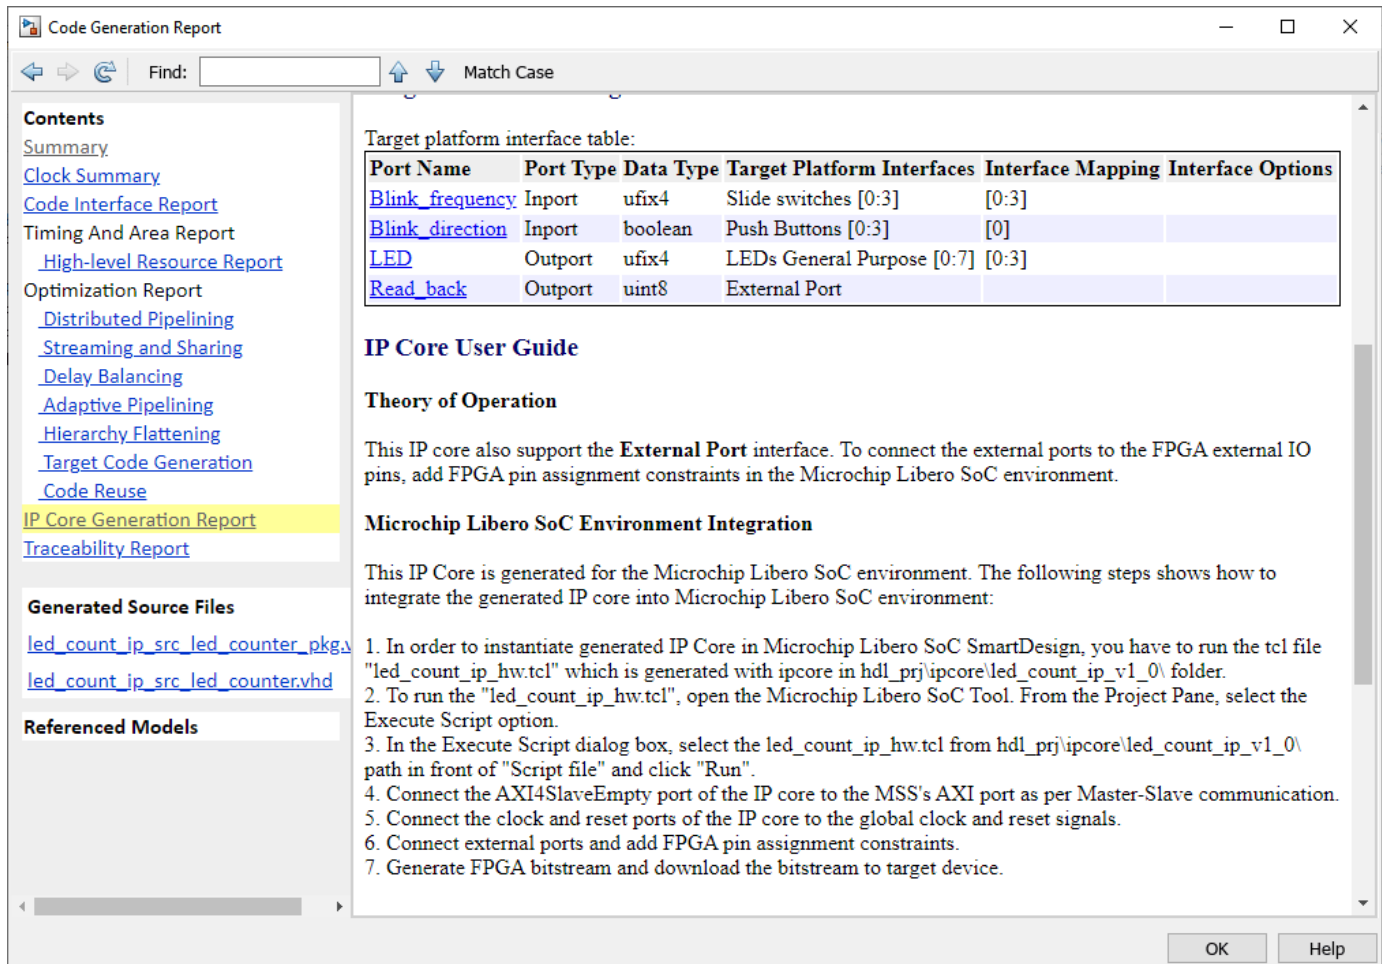 Code Generation Report
Find:
Match Case
Contents
Summary
Clock Summary
Code Interface Report
Timing And Area Report
High-level Resource Report
Optimization Report
Distributed Pipelining
Streaming and Sharing
Delay Balancing
Adaptive Pipelining
Hierarchy Flattening
Target Code Generation
Code Reuse
IP Core Generation Report
Traceability Report
Generated Source Files
led_count_ip_src_led_counter_pkg.v
led_count_ip_src_led_counter.vhd
Referenced Models
Target platform interface table:
Port Name Port Type Data Type Target Platform Interfaces Interface Mapping Interface Options
Blink_frequency Inport ufix4 Slide switches [0:3] [0:3]
Blink_direction Inport boolean Push Buttons [0:3] [0]
LED Outport ufix4 LEDs General Purpose [0:7] [0:3]
Read_back Outport uint8 External Port
IP Core User Guide
Theory of Operation
This IP core also support the External Port interface. To connect the external ports to the FPGA external IO
pins, add FPGA pin assignment constraints in the Microchip Libero SoC environment.
Microchip Libero SoC Environment Integration
This IP Core is generated for the Microchip Libero SoC environment. The following steps shows how to
integrate the generated IP core into Microchip Libero SoC environment:
1. In order to instantiate generated IP Core in Microchip Libero SoC SmartDesign, you have to run the tcl file
"led_count_ip_hw.tcl" which is generated with ipcore in hdl_prj\ipcore\led_count_ip_v1_0\ folder.
2. To run the "led_count_ip_hw.tcl", open the Microchip Libero SoC Tool. From the Project Pane, select the
Execute Script option.
3. In the Execute Script dialog box, select the led_count_ip_hw.tcl from hdl_prj\ipcore\led_count_ip_v1_0\
path in front of "Script file" and click "Run".
4. Connect the AXI4SlaveEmpty port of the IP core to the MSS's AXI port as per Master-Slave communication.
5. Connect the clock and reset ports of the IP core to the global clock and reset signals.
6. Connect external ports and add FPGA pin assignment constraints.
7. Generate FPGA bitstream and download the bitstream to target device.
OK
Help